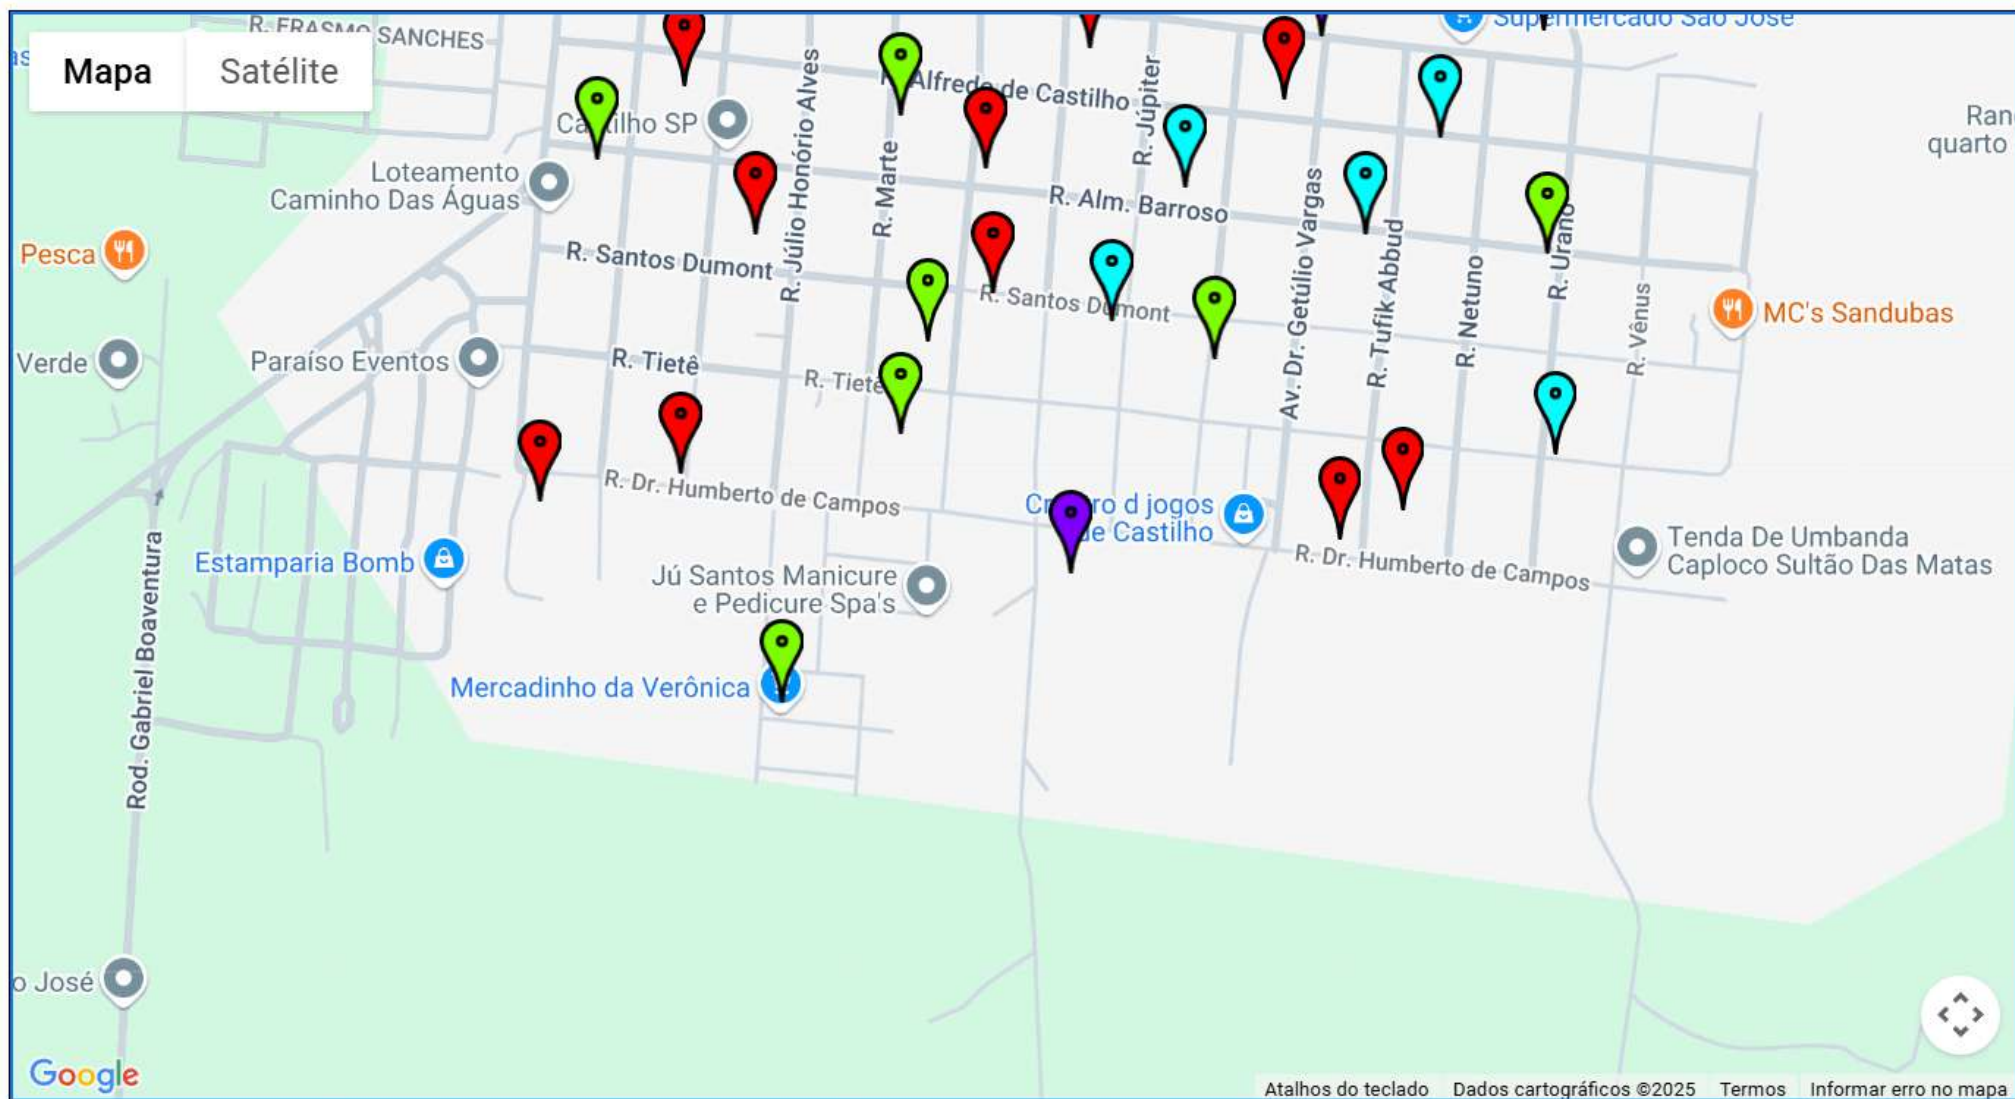 Supermercado São José
R. ERASMO SANCHES
Mapa
Satélite
as
R. Júlio Honório Alves
Alfredo de Castilho
R. Júpiter
Ran
quarto
Castilho SP
Loteamento
Caminho Das Águas
R. Marte
R. Alm. Barroso
Av. Dr. Getúlio Vargas
R. Tufik Abbud
R. Urano
R. Netuno
R. Vênus
Pesca
R. Santos Dumont
R. Santos Dumont
MC's Sandubas
Verde
Paraíso Eventos
R. Tietê
R. Tietê
R. Dr. Humberto de Campos
d jogos
de Castilho
R. Dr. Humberto de Campos
Tenda De Umbanda
Caploco Sultão Das Matas
Estamparia Bomb
Jú Santos Manicure
e Pedicure Spa's
Rod. Gabriel Boaventura
Mercadinho da Verônica
o José
Google
Atalhos do teclado
Dados cartográficos ©2025
Termos
Informar erro no mapa